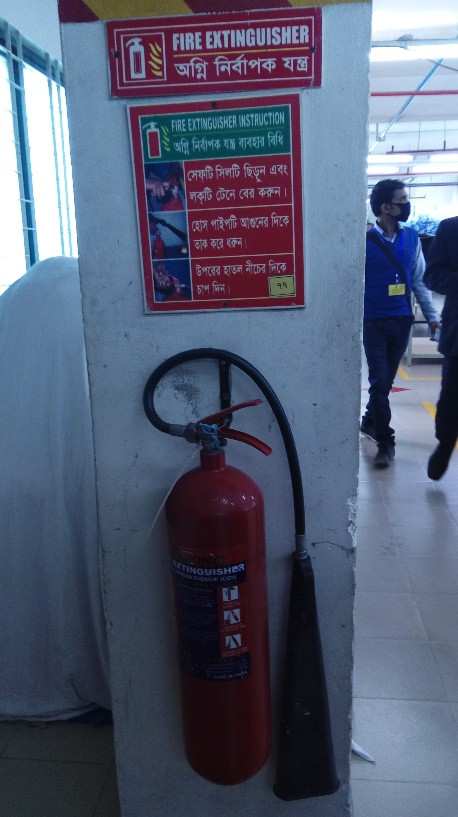 FIRE EXTINGUISHER
অগ্নি নির্বাপক যন্ত্র
FIRE EXTINGUISHER INSTRUCTION
অগ্নি নির্বাপক যন্ত্র ব্যবহার বিধি
সেফটি সিলটি ছিড়ুন এবং
লক্‌টি টেনে বের করুন।
হোস পাইপটি আগুনের দিকে
তাক করে ধরুন।
উপরের হাতল নীচের দিকে
চাপ দিন।
৭৭
EXTINGUISHER
CARBON DIOXIDE (CO2)